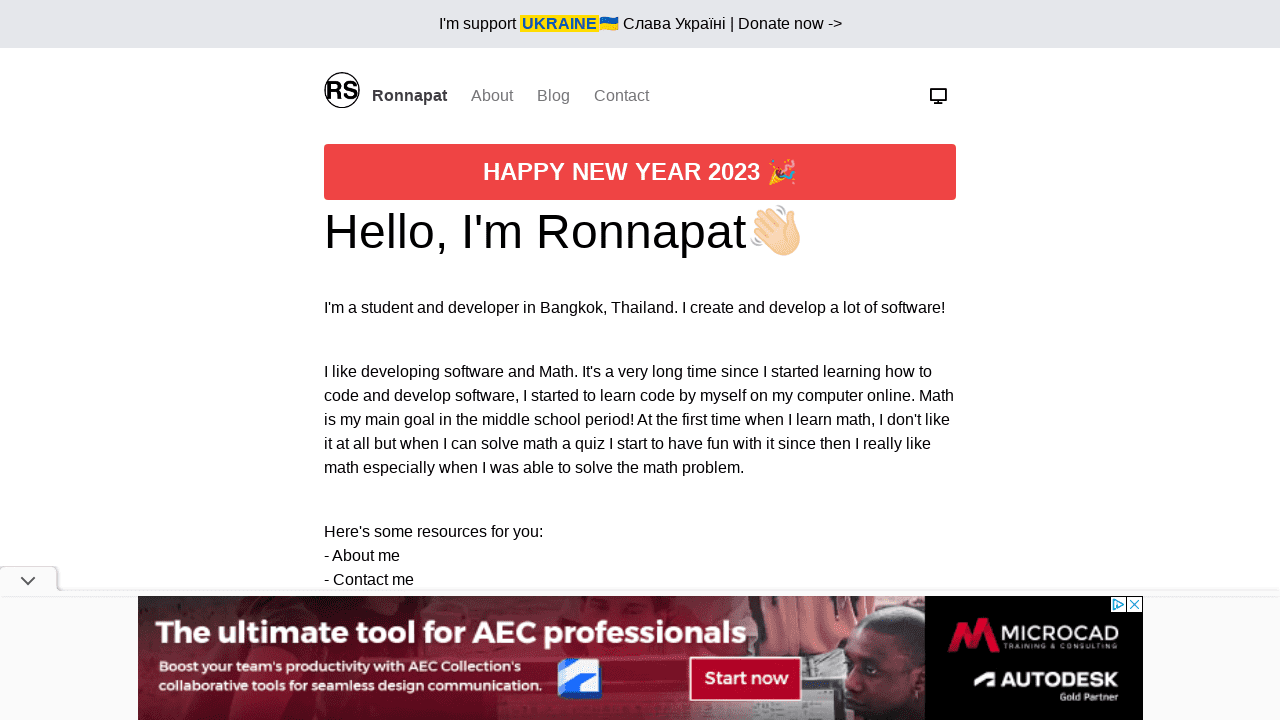 I'm support UKRAINE🇺🇦 Слава Україні | Donate now ->
RS Ronnapat About Blog Contact
HAPPY NEW YEAR 2023 🎉
Hello, I'm Ronnapat👋🏻
I'm a student and developer in Bangkok, Thailand. I create and develop a lot of software!
I like developing software and Math. It's a very long time since I started learning how to
code and develop software, I started to learn code by myself on my computer online. Math
is my main goal in the middle school period! At the first time when I learn math, I don't like
it at all but when I can solve math a quiz I start to have fun with it since then I really like
math especially when I was able to solve the math problem.
Here's some resources for you:
- About me
- Contact me
The ultimate tool for AEC professionals
Boost your team's productivity with AEC Collection's
collaborative tools for seamless design communication.
Start now
MICROCAD
TRAINING & CONSULTING
AUTODESK
Gold Partner